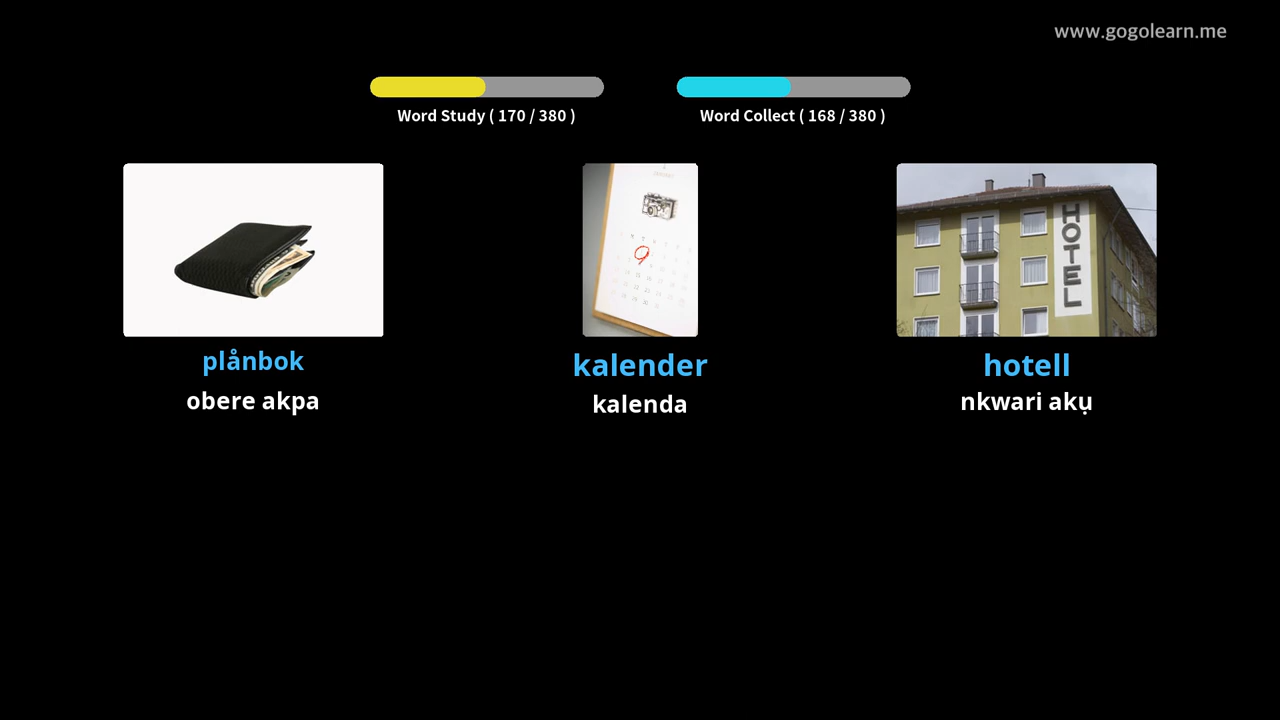 www.gogolearn.me
Word Study ( 170 / 380 )
Word Collect ( 168 / 380 )
HOTEL
plånbok
kalender
hotell
obere akpa
kalenda
nkwari akụ